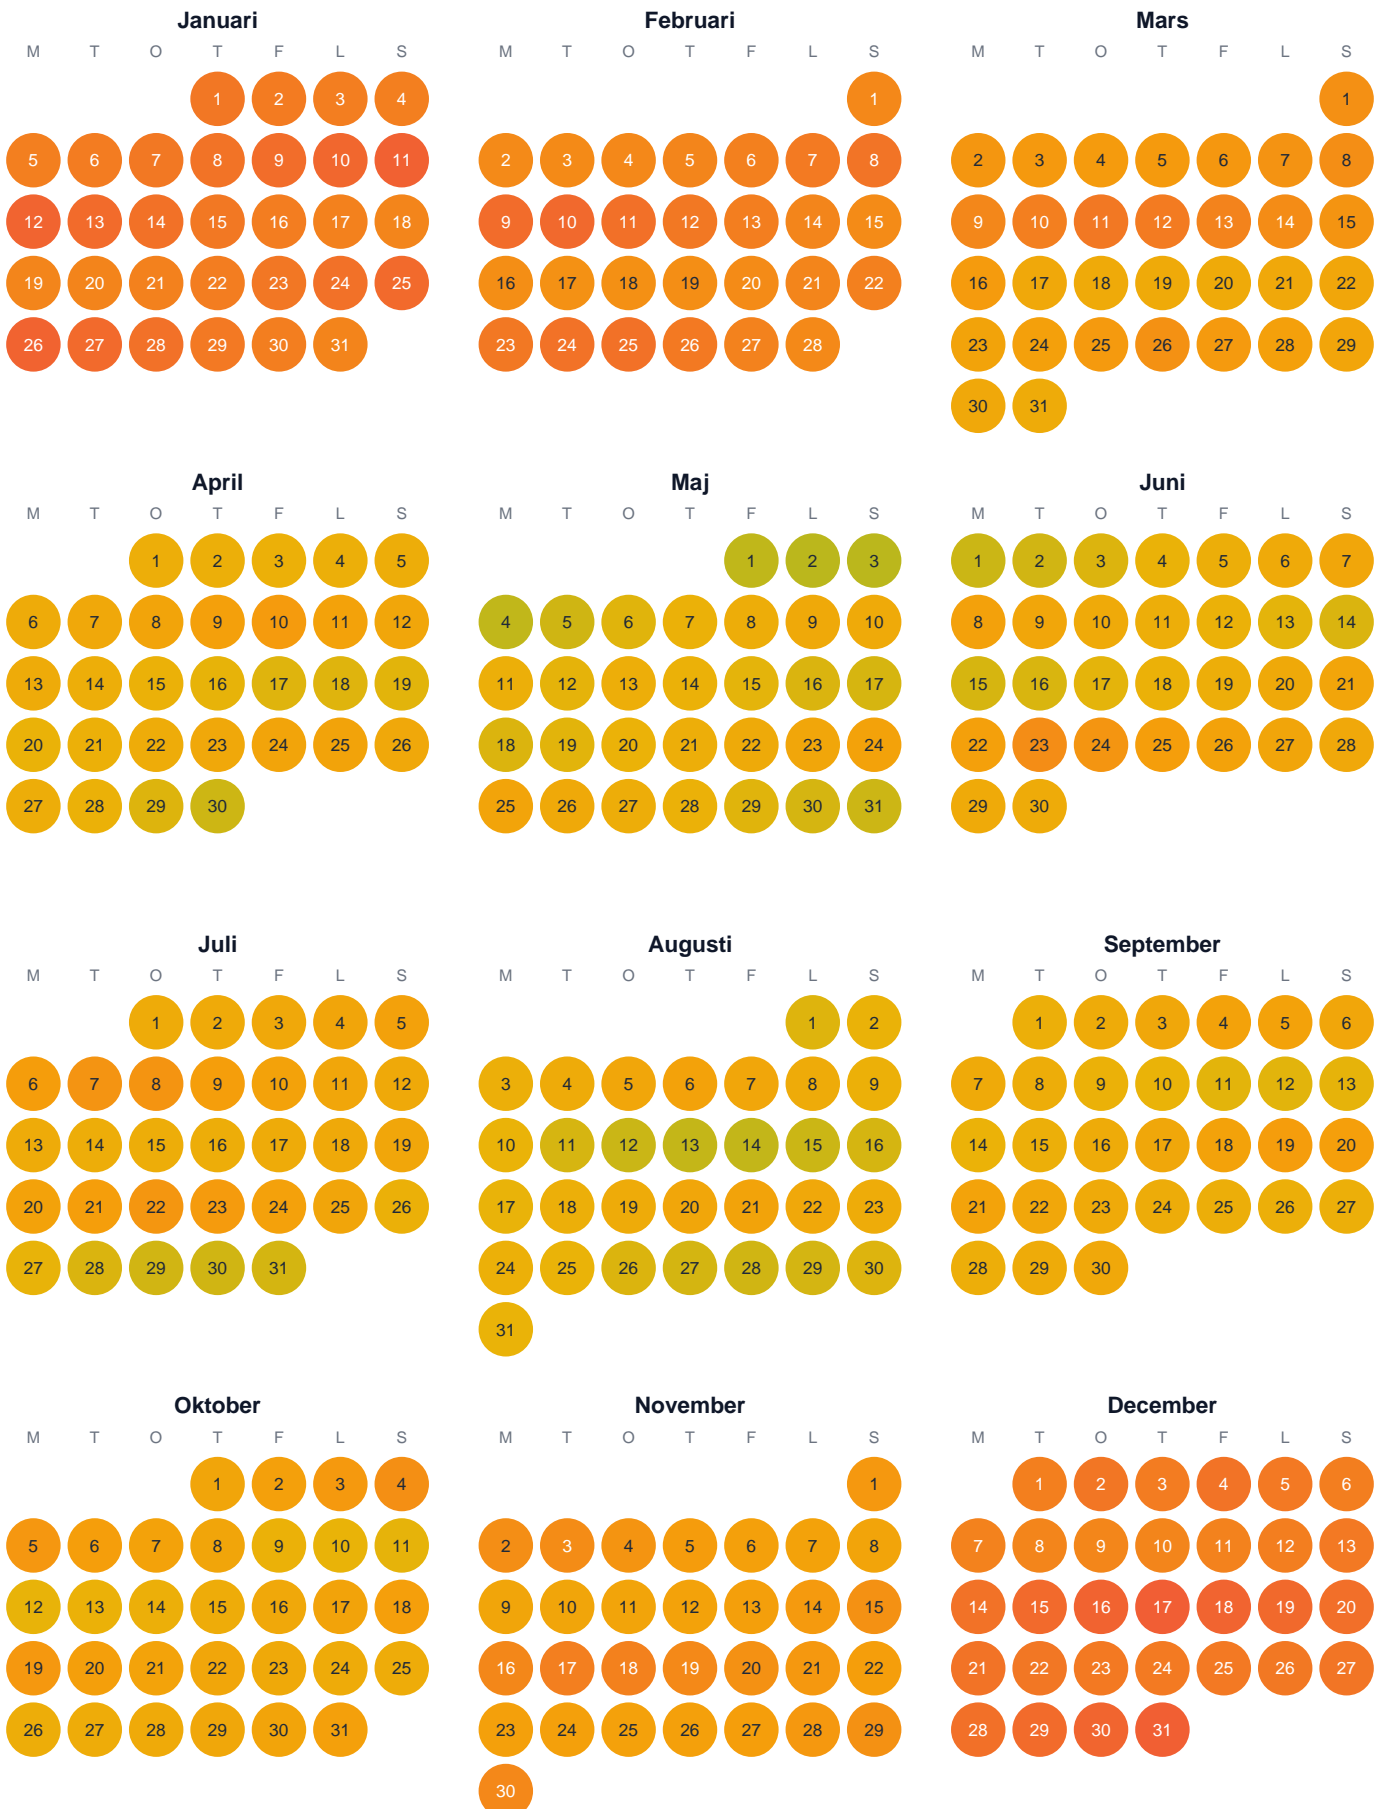 Januari Februari Mars
M T O T F L S M T O T F L S M T O T F L S
1 2 3 4 1 1
5 6 7 8 9 10 11 2 3 4 5 6 7 8 2 3 4 5 6 7 8
12 13 14 15 16 17 18 9 10 11 12 13 14 15 9 10 11 12 13 14 15
19 20 21 22 23 24 25 16 17 18 19 20 21 22 16 17 18 19 20 21 22
26 27 28 29 30 31 23 24 25 26 27 28 23 24 25 26 27 28 29
30 31
April Maj Juni
M T O T F L S M T O T F L S M T O T F L S
1 2 3 4 5 1 2 3 1 2 3 4 5 6 7
6 7 8 9 10 11 12 4 5 6 7 8 9 10 8 9 10 11 12 13 14
13 14 15 16 17 18 19 11 12 13 14 15 16 17 15 16 17 18 19 20 21
20 21 22 23 24 25 26 18 19 20 21 22 23 24 22 23 24 25 26 27 28
27 28 29 30 25 26 27 28 29 30 31 29 30
Juli Augusti September
M T O T F L S M T O T F L S M T O T F L S
1 2 3 4 5 1 2 1 2 3 4 5 6
6 7 8 9 10 11 12 3 4 5 6 7 8 9 7 8 9 10 11 12 13
13 14 15 16 17 18 19 10 11 12 13 14 15 16 14 15 16 17 18 19 20
20 21 22 23 24 25 26 17 18 19 20 21 22 23 21 22 23 24 25 26 27
27 28 29 30 31 24 25 26 27 28 29 30 28 29 30
31
Oktober November December
M T O T F L S M T O T F L S M T O T F L S
1 2 3 4 1 1 2 3 4 5 6
5 6 7 8 9 10 11 2 3 4 5 6 7 8 7 8 9 10 11 12 13
12 13 14 15 16 17 18 9 10 11 12 13 14 15 14 15 16 17 18 19 20
19 20 21 22 23 24 25 16 17 18 19 20 21 22 21 22 23 24 25 26 27
26 27 28 29 30 31 23 24 25 26 27 28 29 28 29 30 31
30